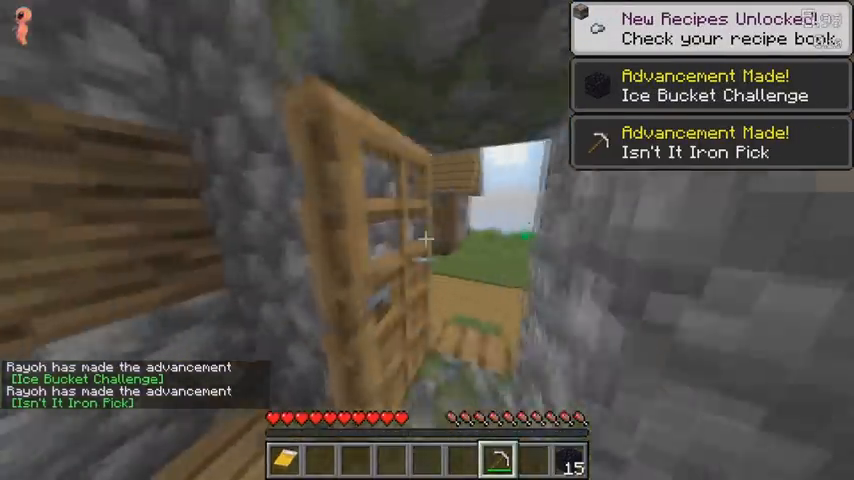 New Recipes Unlocked!
Check your recipe book.
Advancement Made!
Ice Bucket Challenge
Advancement Made!
Isn't It Iron Pick
Rayoh has made the advancement
[Ice Bucket Challenge]
Rayoh has made the advancement
[Isn't It Iron Pick]
15